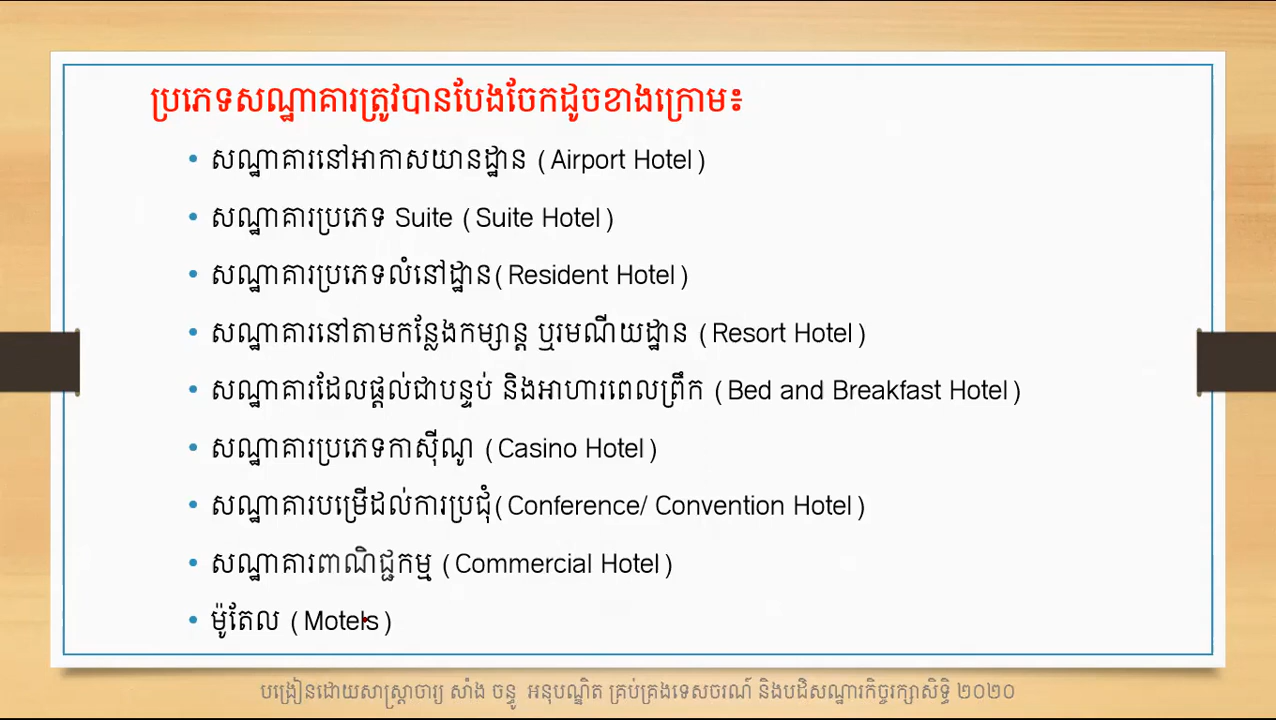 ប្រភេទសណ្ឋាគារត្រូវបានបែងចែកដូចខាងក្រោម៖
• សណ្ឋាគារនៅអាកាសយានដ្ឋាន (Airport Hotel)
• សណ្ឋាគារប្រភេទ Suite (Suite Hotel)
• សណ្ឋាគារប្រភេទលំនៅដ្ឋាន(Resident Hotel)
• សណ្ឋាគារនៅតាមកន្លែងកម្សាន្ត ឬរមណីយដ្ឋាន (Resort Hotel)
• សណ្ឋាគារដែលផ្តល់ជាបន្ទប់ និងអាហារពេលព្រឹក (Bed and Breakfast Hotel)
• សណ្ឋាគារប្រភេទកាស៊ីណូ (Casino Hotel)
• សណ្ឋាគារបម្រើដល់ការប្រជុំ(Conference/ Convention Hotel)
• សណ្ឋាគារពាណិជ្ជកម្ម (Commercial Hotel)
• ម៉ូតែល (Motels)
បង្រៀនដោយសាស្ត្រាចារ្យ សាំង ចន្ធូ អនុបណ្ឌិត គ្រប់គ្រងទេសចរណ៍ និងបដិសណ្ឋារកិច្ចរក្សាសិទ្ធិ ២០២០